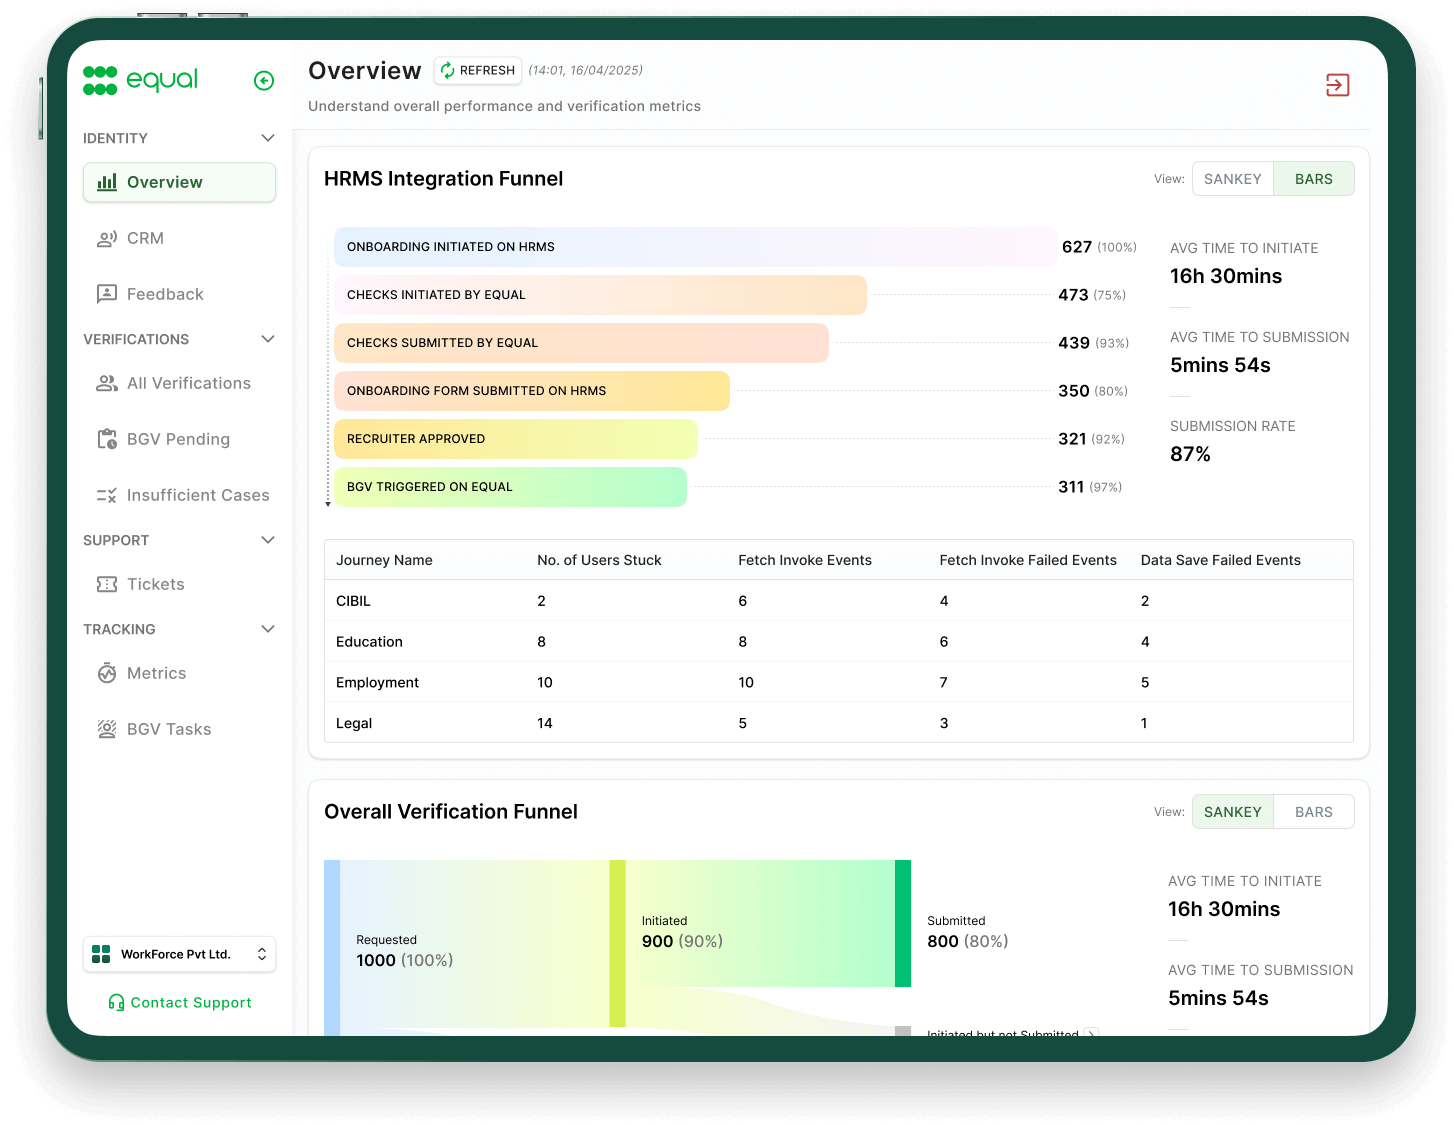 equal
IDENTITY
Overview
CRM
Feedback
VERIFICATIONS
All Verifications
BGV Pending
Insufficient Cases
SUPPORT
Tickets
TRACKING
Metrics
BGV Tasks
WorkForce Pvt Ltd.
Contact Support
Overview REFRESH (14:01, 16/04/2025)
Understand overall performance and verification metrics
HRMS Integration Funnel View: SANKEY BARS
ONBOARDING INITIATED ON HRMS 627 (100%)
CHECKS INITIATED BY EQUAL 473 (75%)
CHECKS SUBMITTED BY EQUAL 439 (93%)
ONBOARDING FORM SUBMITTED ON HRMS 350 (80%)
RECRUITER APPROVED 321 (92%)
BGV TRIGGERED ON EQUAL 311 (97%)
AVG TIME TO INITIATE
16h 30mins
AVG TIME TO SUBMISSION
5mins 54s
SUBMISSION RATE
87%
Journey Name No. of Users Stuck Fetch Invoke Events Fetch Invoke Failed Events Data Save Failed Events
CIBIL 2 6 4 2
Education 8 8 6 4
Employment 10 10 7 5
Legal 14 5 3 1
Overall Verification Funnel View: SANKEY BARS
Requested
1000 (100%)
Initiated
900 (90%)
Submitted
800 (80%)
Initiated but not Submitted
AVG TIME TO INITIATE
16h 30mins
AVG TIME TO SUBMISSION
5mins 54s